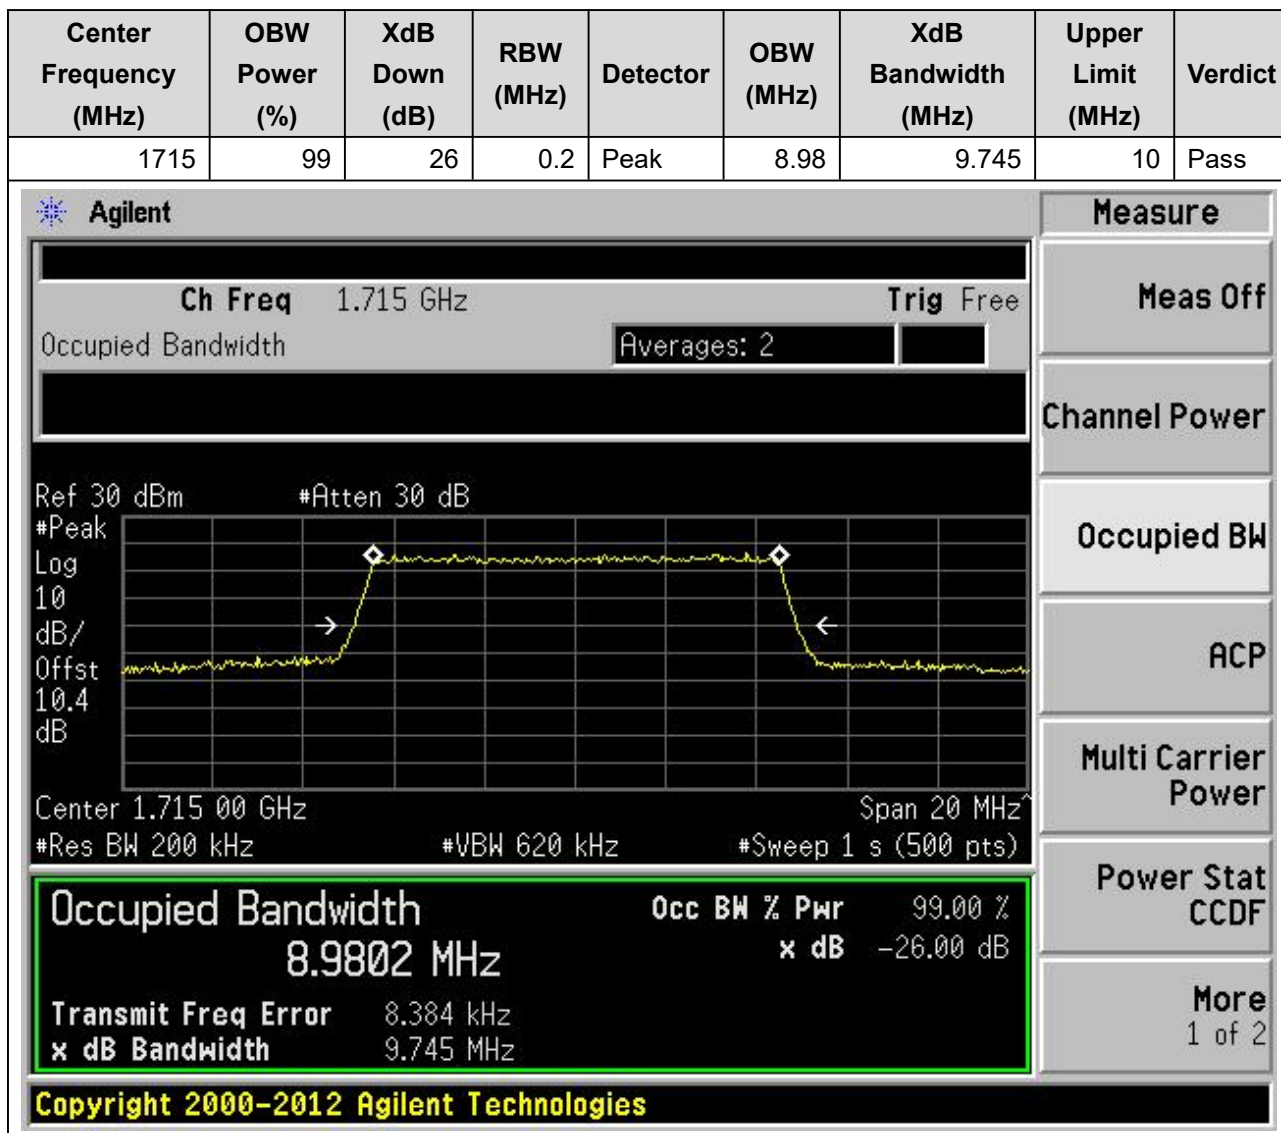 Center Frequency (MHz) OBW Power (%) XdB Down (dB) RBW (MHz) Detector OBW (MHz) XdB Bandwidth (MHz) Upper Limit (MHz) Verdict
1715 99 26 0.2 Peak 8.98 9.745 10 Pass
Agilent
Ch Freq 1.715 GHz Trig Free
Occupied Bandwidth Averages: 2
Ref 30 dBm #Atten 30 dB
#Peak
Log
10
dB/
Offst
10.4
dB
Center 1.715 00 GHz Span 20 MHz^
#Res BW 200 kHz #VBW 620 kHz #Sweep 1 s (500 pts)
Occupied Bandwidth Occ BW % Pwr 99.00 %
8.9802 MHz x dB -26.00 dB
Transmit Freq Error 8.384 kHz
x dB Bandwidth 9.745 MHz
Copyright 2000-2012 Agilent Technologies
Measure
Meas Off
Channel Power
Occupied BW
ACP
Multi Carrier
Power
Power Stat
CCDF
More
1 of 2